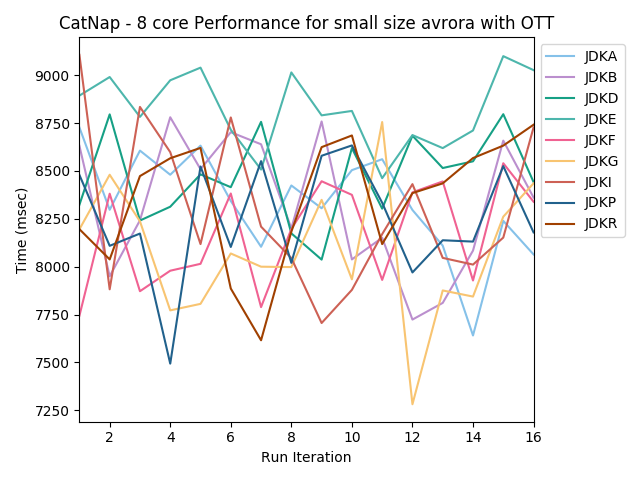 CatNap - 8 core Performance for small size avrora with OTT
Time (msec)
9000
8750
8500
8250
8000
7750
7500
7250
2 4 6 8 10 12 14 16
Run Iteration
JDKA
JDKB
JDKD
JDKE
JDKF
JDKG
JDKI
JDKP
JDKR